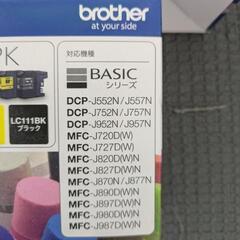 brother
at your side
PK
対応機種
BASIC
シリーズ
LC111BK
ブラック
DCP-J552N/J557N
DCP-J752N/J757N
DCP-J952N/J957N
MFC-J720D(W)
MFC-J727D(W)
MFC-J820D(W)N
MFC-J827D(W)N
MFC-J870N/J877N
MFC-J890D(W)N
MFC-J897D(W)N
MFC-J980D(W)N
MFC-J987D(W)N